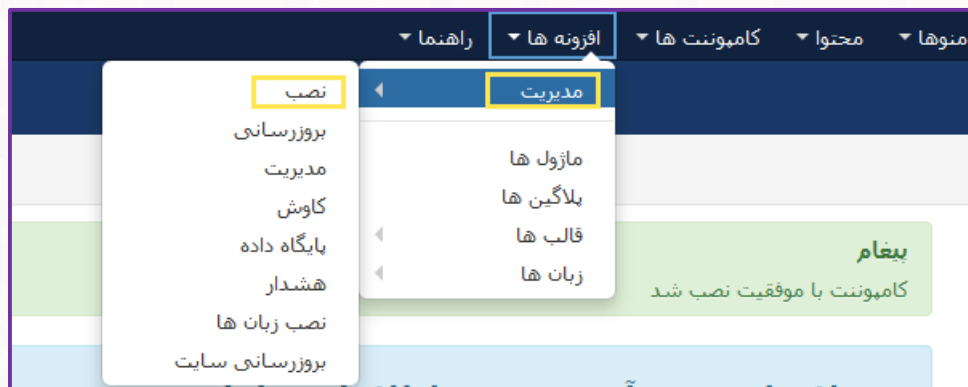 منوها
محتوا
کامپوننت ها
افزونه ها
راهنما
مدیریت
ماژول ها
پلاگین ها
قالب ها
زبان ها
نصب
بروزرسانی
مدیریت
کاوش
پایگاه داده
هشدار
نصب زبان ها
بروزرسانی سایت
پیغام
کامپوننت با موفقیت نصب شد